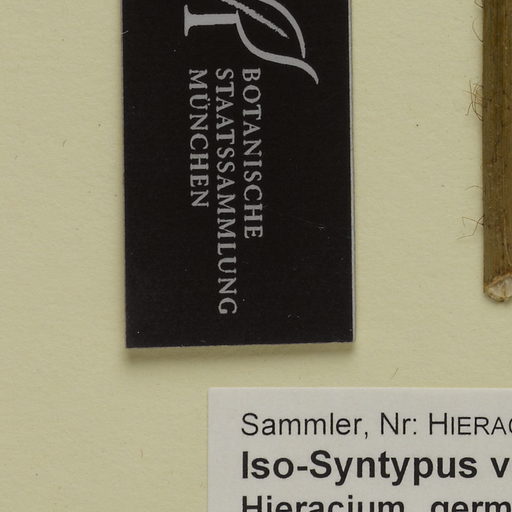 BOTANISCHE
STAATSSAMMLUNG
MÜNCHEN
Sammler, Nr: HIERAC
Iso-Syntypus v
Hieracium germ